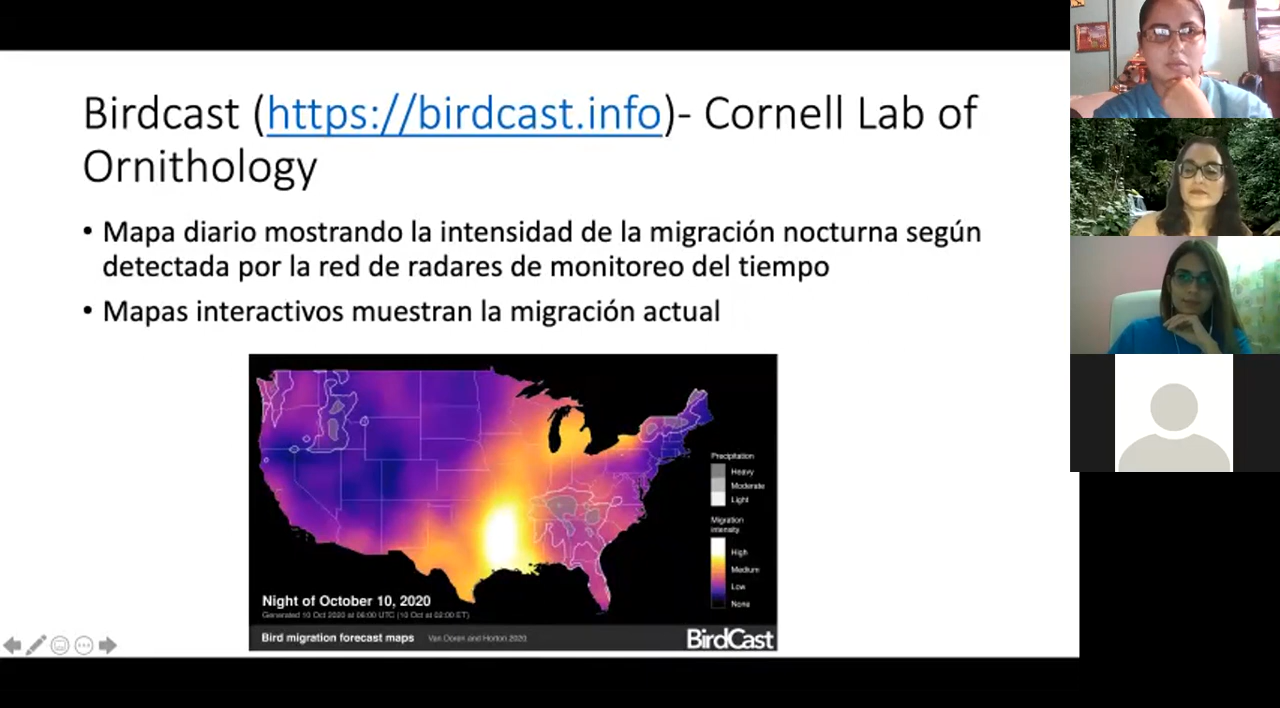 Birdcast (https://birdcast.info)- Cornell Lab of
Ornithology
• Mapa diario mostrando la intensidad de la migración nocturna según
detectada por la red de radares de monitoreo del tiempo
• Mapas interactivos muestran la migración actual
Precipitation
Heavy
Moderate
Light
Migration
intensity
High
Medium
Low
None
Night of October 10, 2020
Generated 10 Oct 2020 at 06:00 UTC (10 Oct at 02:00 ET)
Bird migration forecast maps Van Doren and Horton 2020
BirdCast